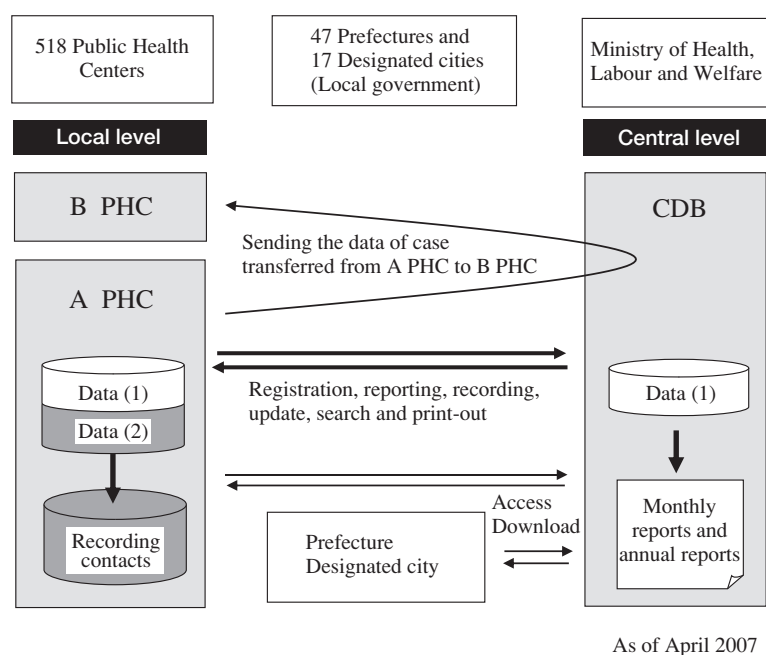 518 Public Health
Centers
47 Prefectures and
17 Designated cities
(Local government)
Ministry of Health,
Labour and Welfare
Local level
Central level
B PHC
CDB
Sending the data of case
transferred from A PHC to B PHC
A PHC
Data (1)
Data (2)
Registration, reporting, recording,
update, search and print-out
Data (1)
Recording
contacts
Access
Download
Prefecture
Designated city
Monthly
reports and
annual reports
As of April 2007